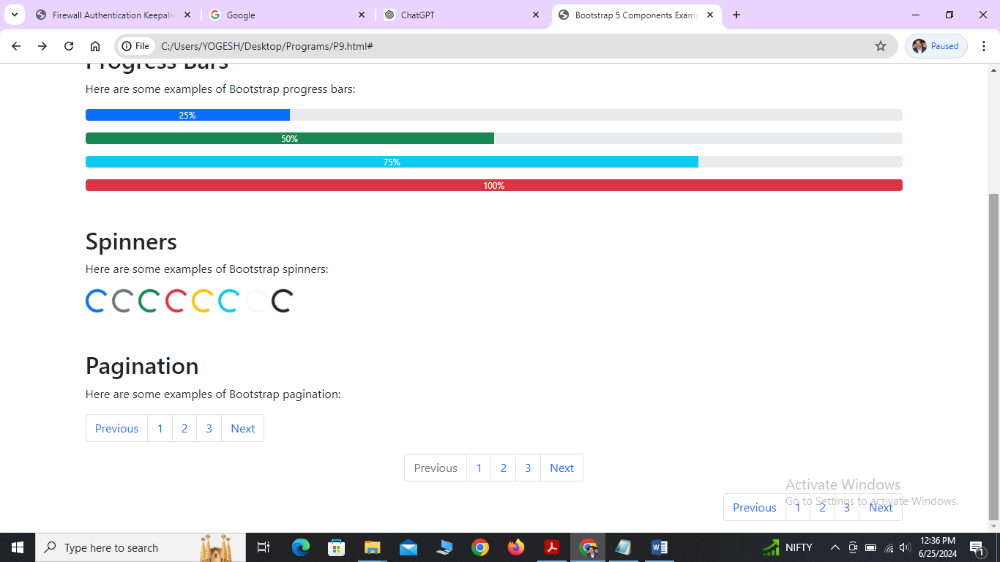 Firewall Authentication Keepaliv
Google
ChatGPT
Bootstrap 5 Components Examp
File
C:/Users/YOGESH/Desktop/Programs/P9.html#
Paused
Progress Bars
Here are some examples of Bootstrap progress bars:
25%
50%
75%
100%
Spinners
Here are some examples of Bootstrap spinners:
Pagination
Here are some examples of Bootstrap pagination:
Previous 1 2 3 Next
Previous 1 2 3 Next
Activate Windows
Go to Settings to activate Windows.
Previous 1 2 3 Next
Type here to search
NIFTY
12:36 PM
6/25/2024
1